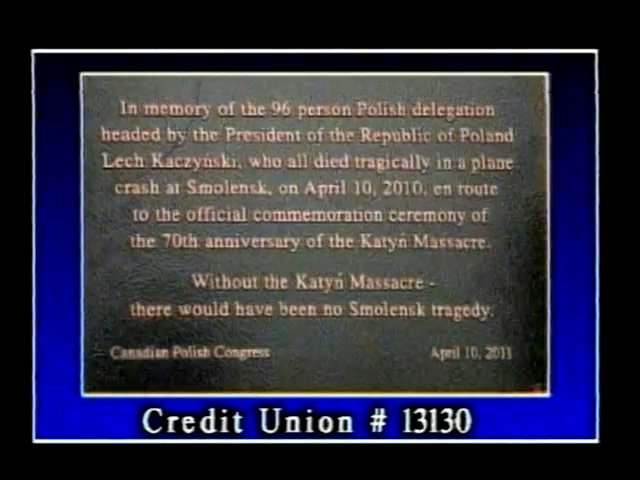 In memory of the 96 person Polish delegation
headed by the President of the Republic of Poland
Lech Kaczyński, who all died tragically in a plane
crash at Smolensk, on April 10, 2010, en route
to the official commemoration ceremony of
the 70th anniversary of the Katyń Massacre.
Without the Katyń Massacre -
there would have been no Smolensk tragedy.
Canadian Polish Congress April 10, 2011
Credit Union # 13130